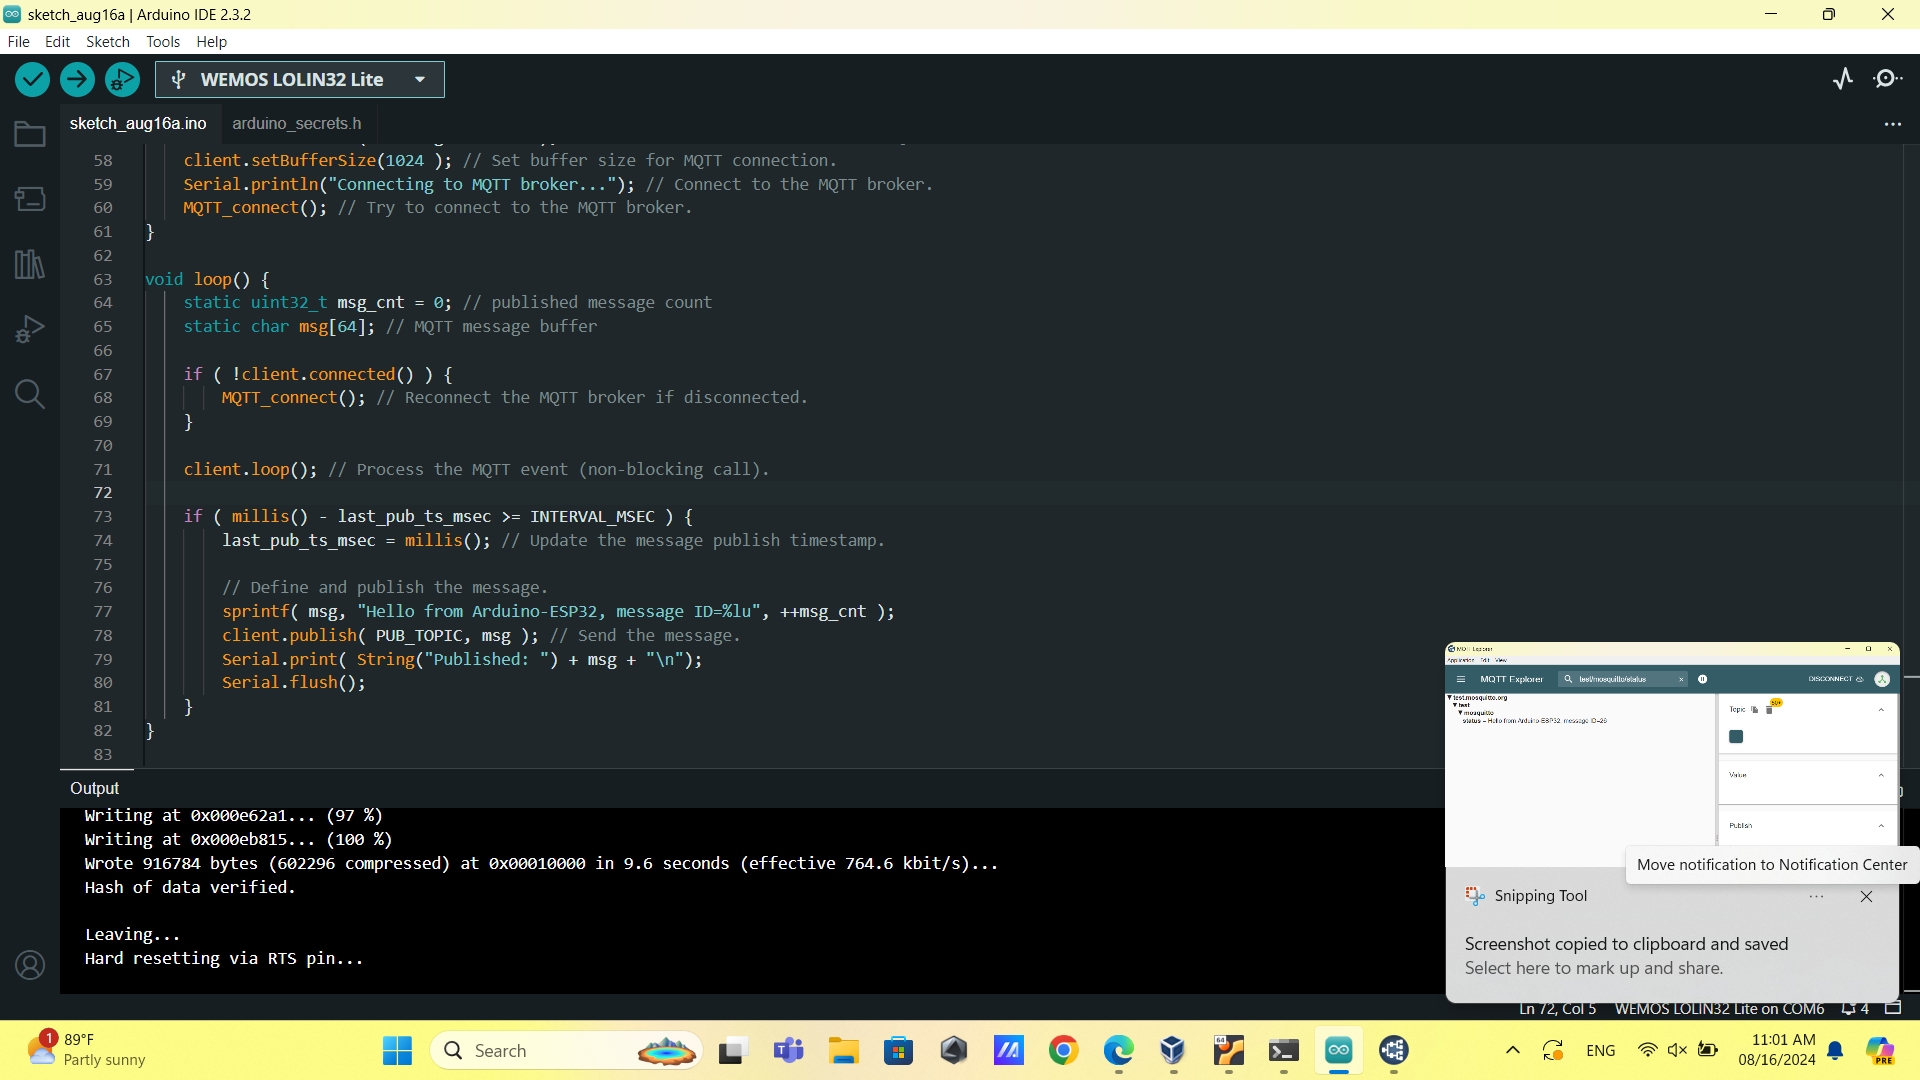 sketch_aug16a | Arduino IDE 2.3.2
File Edit Sketch Tools Help
WEMOS LOLIN32 Lite
sketch_aug16a.ino arduino_secrets.h
58 client.setBufferSize(1024 ); // Set buffer size for MQTT connection.
59 Serial.println("Connecting to MQTT broker..."); // Connect to the MQTT broker.
60 MQTT_connect(); // Try to connect to the MQTT broker.
61 }
62
63 void loop() {
64 static uint32_t msg_cnt = 0; // published message count
65 static char msg[64]; // MQTT message buffer
66
67 if ( !client.connected() ) {
68 MQTT_connect(); // Reconnect the MQTT broker if disconnected.
69 }
70
71 client.loop(); // Process the MQTT event (non-blocking call).
72
73 if ( millis() - last_pub_ts_msec >= INTERVAL_MSEC ) {
74 last_pub_ts_msec = millis(); // Update the message publish timestamp.
75
76 // Define and publish the message.
77 sprintf( msg, "Hello from Arduino-ESP32, message ID=%lu", ++msg_cnt );
78 client.publish( PUB_TOPIC, msg ); // Send the message.
79 Serial.print( String("Published: ") + msg + "\n");
80 Serial.flush();
81 }
82 }
83
Output
Writing at 0x000e62a1... (97 %)
Writing at 0x000eb815... (100 %)
Wrote 916784 bytes (602296 compressed) at 0x00010000 in 9.6 seconds (effective 764.6 kbit/s)...
Hash of data verified.
Leaving...
Hard resetting via RTS pin...
MQTT Explorer
Application Edit View
MQTT Explorer test/mosquitto/status DISCONNECT
test.mosquitto.org
test
mosquitto
status = Hello from Arduino-ESP32, message ID=26
Topic
50+
Value
Publish
Move notification to Notification Center
Snipping Tool
Screenshot copied to clipboard and saved
Select here to mark up and share.
Ln 72, Col 5 WEMOS LOLIN32 Lite on COM6 4
1
89°F
Partly sunny
Search
64
ENG
11:01 AM
08/16/2024
PRE